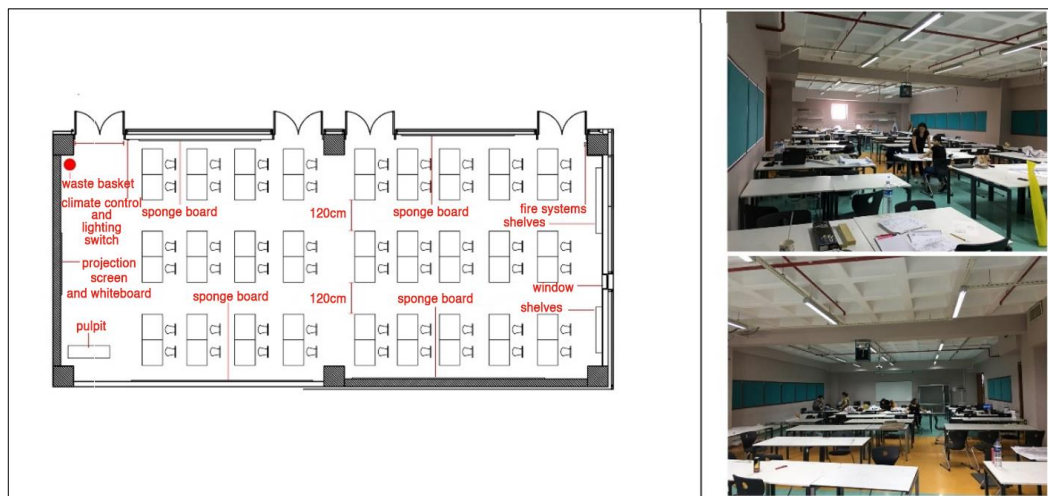 waste basket
climate control
and
lighting
switch
sponge board
120cm
sponge board
fire systems
shelves
projection
screen
and whiteboard
sponge board
120cm
sponge board
window
shelves
pulpit